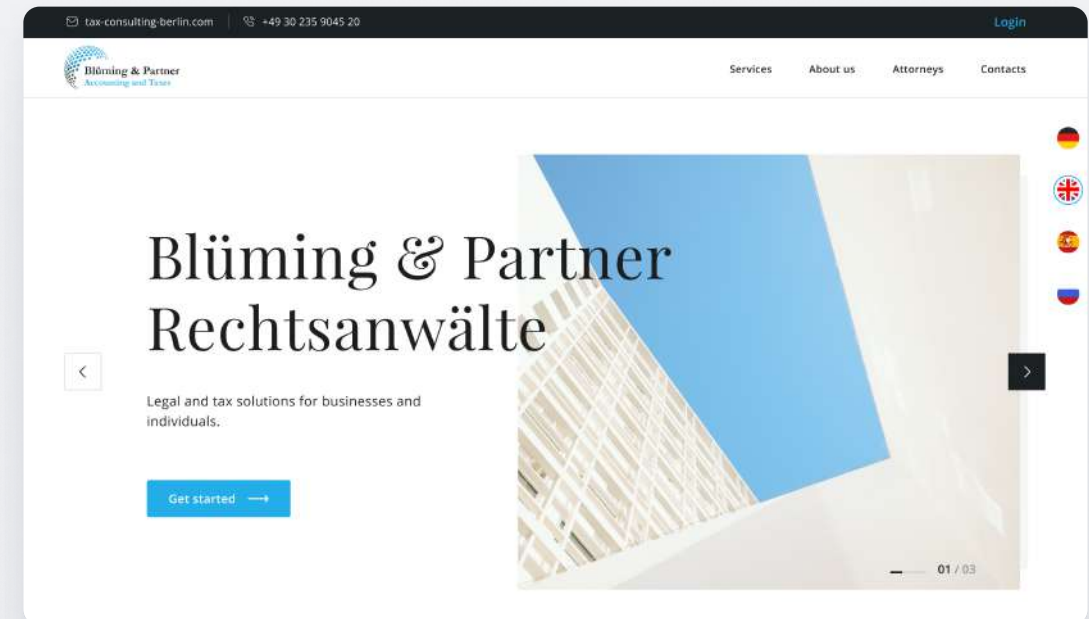 tax-consulting-berlin.com
+49 30 235 9045 20
Login
Blüming & Partner
Accounting and Taxes
Services
About us
Attorneys
Contacts
Blüming & Partner
Rechtsanwälte
Legal and tax solutions for businesses and
individuals.
Get started
01 / 03